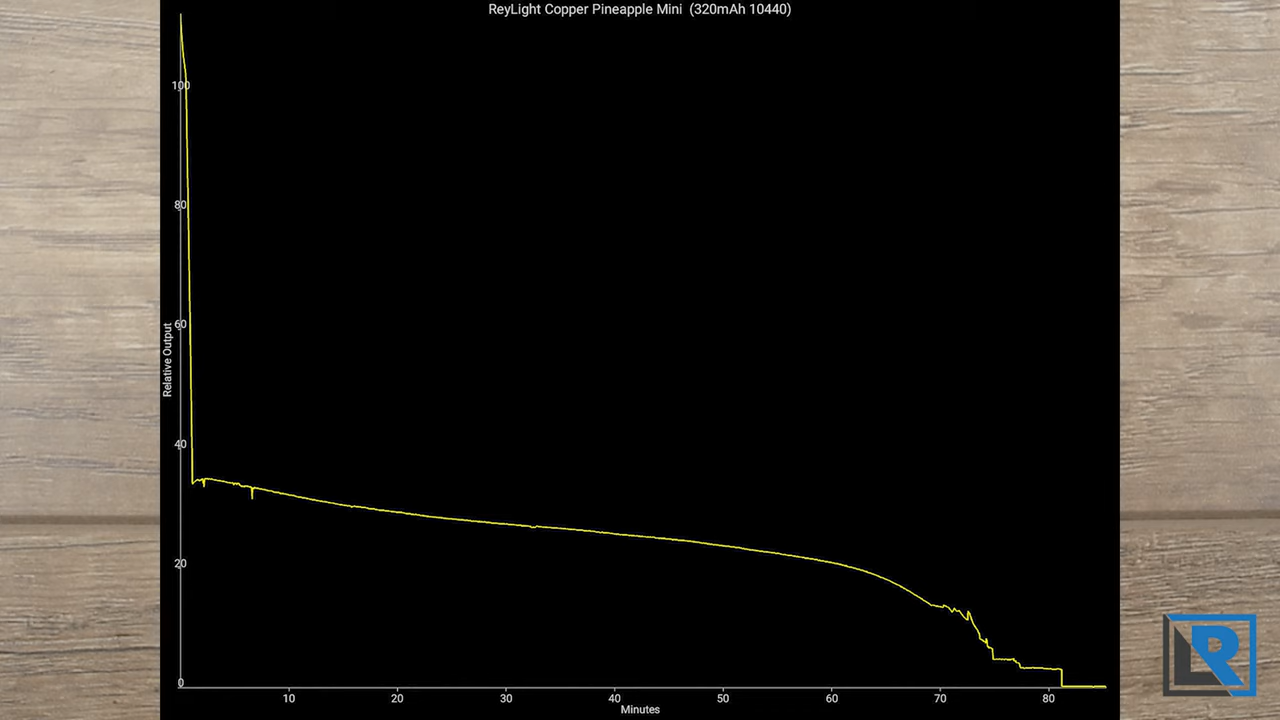 ReyLight Copper Pineapple Mini (320mAh 10440)
100
80
60
40
20
0
Relative Output
10 20 30 40 50 60 70 80
Minutes
LR